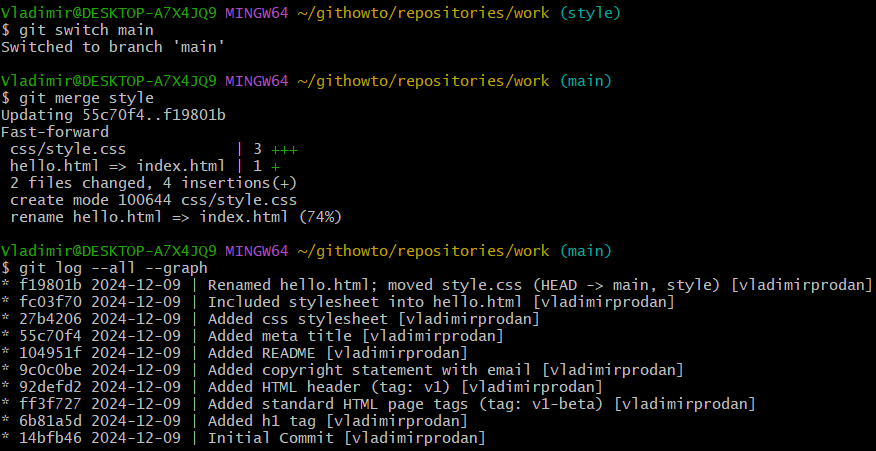 Vladimir@DESKTOP-A7X4JQ9 MINGW64 ~/githowto/repositories/work (style)
$ git switch main
Switched to branch 'main'
Vladimir@DESKTOP-A7X4JQ9 MINGW64 ~/githowto/repositories/work (main)
$ git merge style
Updating 55c70f4..f19801b
Fast-forward
 css/style.css            | 3 +++
 hello.html => index.html | 1 +
 2 files changed, 4 insertions(+)
 create mode 100644 css/style.css
 rename hello.html => index.html (74%)
Vladimir@DESKTOP-A7X4JQ9 MINGW64 ~/githowto/repositories/work (main)
$ git log --all --graph
* f19801b 2024-12-09 | Renamed hello.html; moved style.css (HEAD -> main, style) [vladimirprodan]
* fc03f70 2024-12-09 | Included stylesheet into hello.html [vladimirprodan]
* 27b4206 2024-12-09 | Added css stylesheet [vladimirprodan]
* 55c70f4 2024-12-09 | Added meta title [vladimirprodan]
* 104951f 2024-12-09 | Added README [vladimirprodan]
* 9c0c0be 2024-12-09 | Added copyright statement with email [vladimirprodan]
* 92defd2 2024-12-09 | Added HTML header (tag: v1) [vladimirprodan]
* ff3f727 2024-12-09 | Added standard HTML page tags (tag: v1-beta) [vladimirprodan]
* 6b81a5d 2024-12-09 | Added h1 tag [vladimirprodan]
* 14bfb46 2024-12-09 | Initial Commit [vladimirprodan]